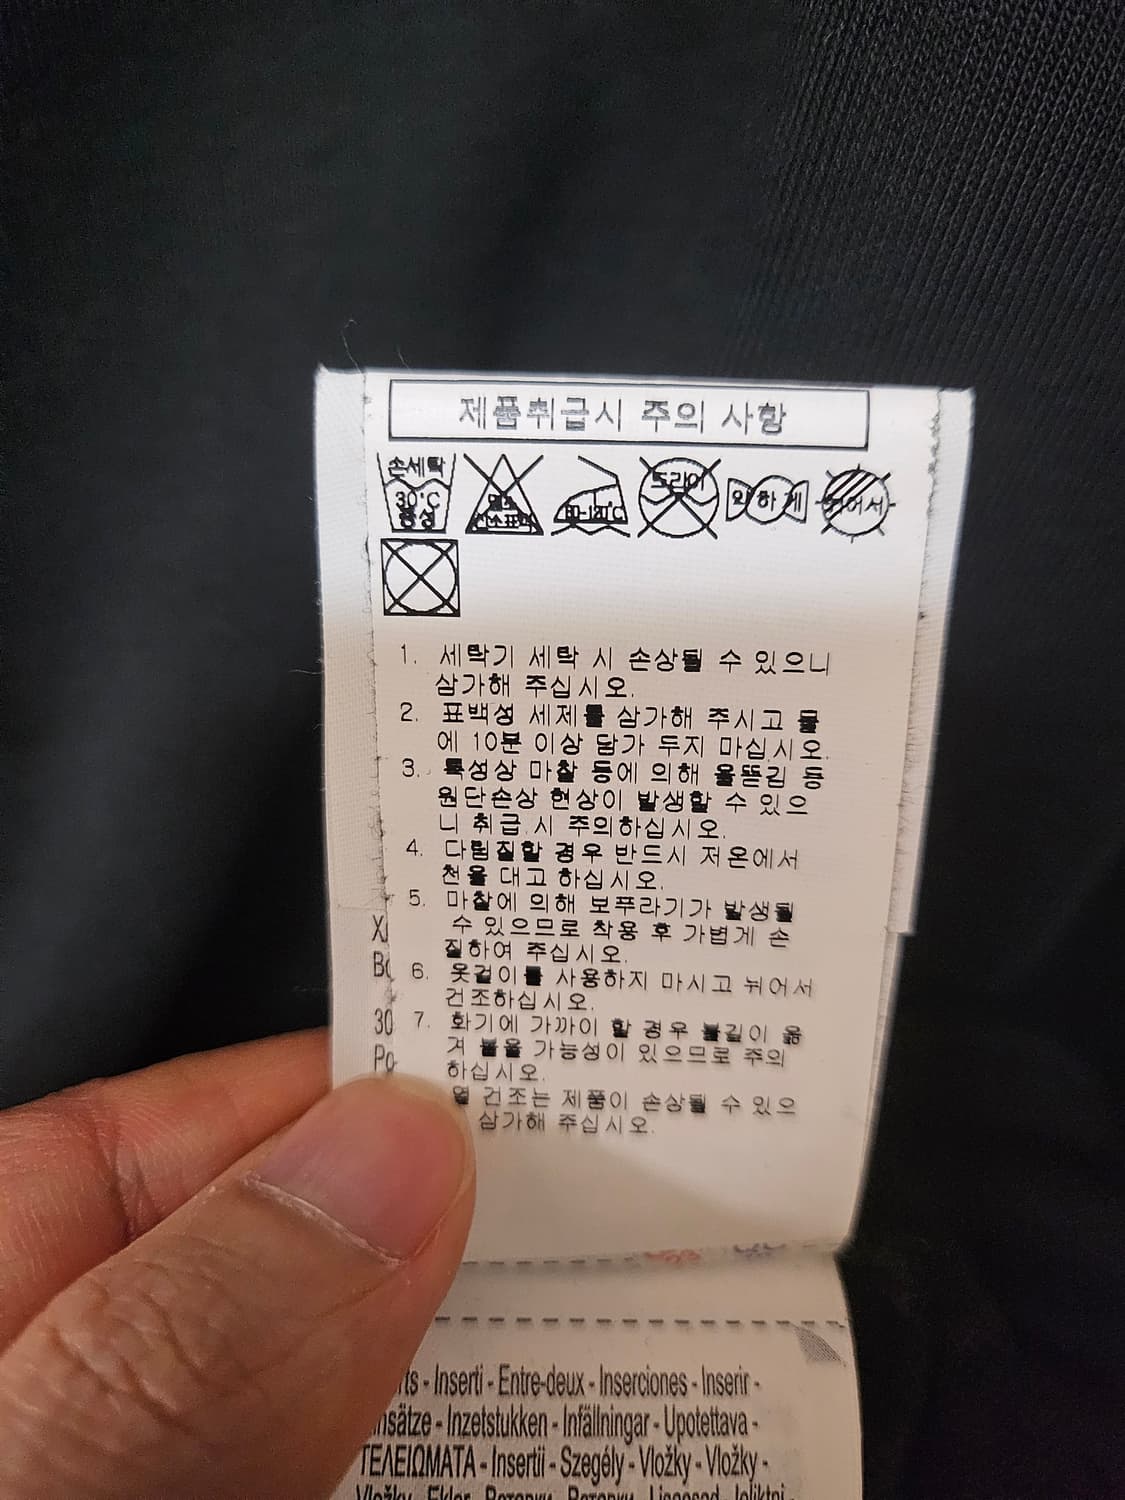 제품취급시 주의 사항
손세탁
30°C
중성
염소
산소표백
80-120°C
드라이
약하게
뉘어서
1. 세탁기 세탁 시 손상될 수 있으니
삼가해 주십시오.
2. 표백성 세제를 삼가해 주시고 물
에 10분 이상 담가 두지 마십시오.
3. 특성상 마찰 등에 의해 올뜯김 등
원단손상 현상이 발생할 수 있으
니 취급 시 주의하십시오.
4. 다림질할 경우 반드시 저온에서
천을 대고 하십시오.
5. 마찰에 의해 보푸라기가 발생될
수 있으므로 착용 후 가볍게 손
질하여 주십시오.
6. 옷걸이를 사용하지 마시고 뉘어서
건조하십시오.
7. 화기에 가까이 할 경우 불길이 옮
겨 붙을 가능성이 있으므로 주의
하십시오.
열 건조는 제품이 손상될 수 있으
삼가해 주십시오.
30
Po
- Inserti - Entre-deux - Inserciones - Inserir -
- Inzetstukken - Infällningar - Upotettava -
ΤΕΛΕΙΩΜΑΤΑ - Insertii - Szegély - Vložky - Vložky -